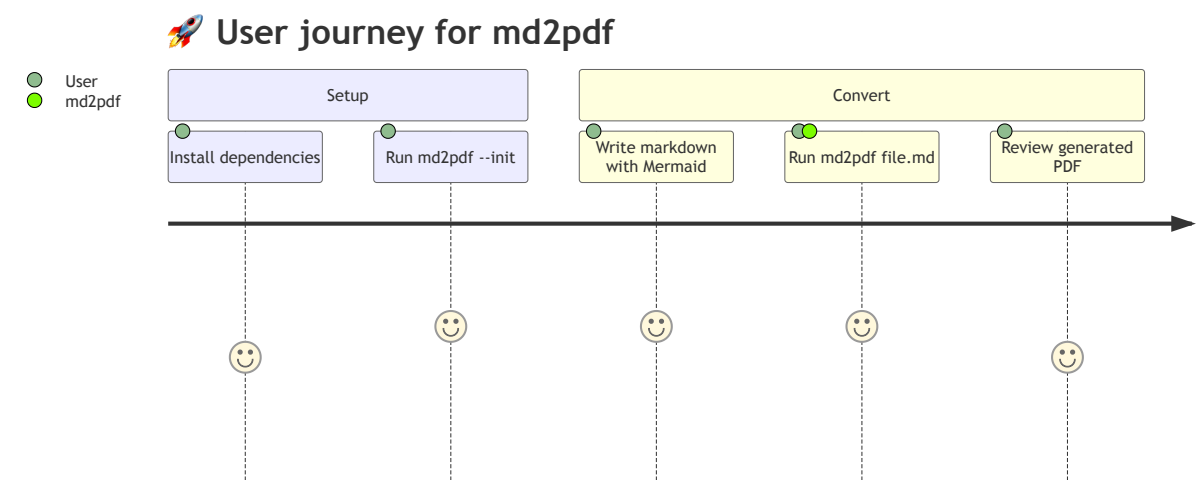 🚀 User journey for md2pdf
User
md2pdf
Setup
Convert
Install dependencies
Run md2pdf --init
Write markdown
with Mermaid
Run md2pdf file.md
Review generated
PDF